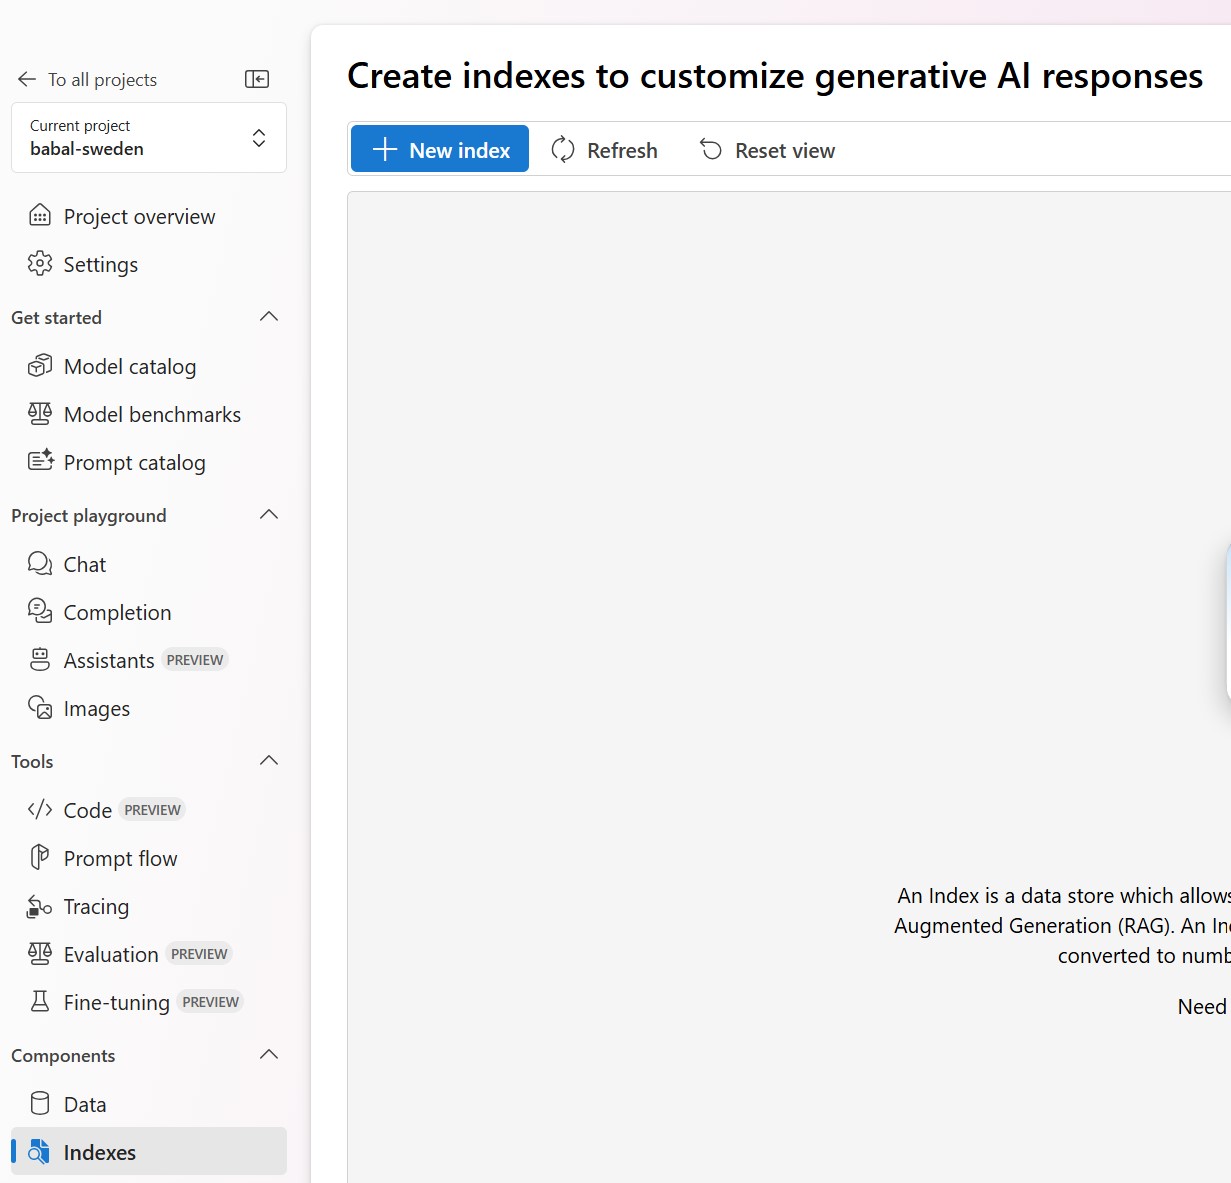 To all projects
Current project
babal-sweden
Project overview
Settings
Get started
Model catalog
Model benchmarks
Prompt catalog
Project playground
Chat
Completion
Assistants PREVIEW
Images
Tools
Code PREVIEW
Prompt flow
Tracing
Evaluation PREVIEW
Fine-tuning PREVIEW
Components
Data
Indexes
Create indexes to customize generative AI responses
New index Refresh Reset view
An Index is a data store which allows
Augmented Generation (RAG). An
converted to
Need